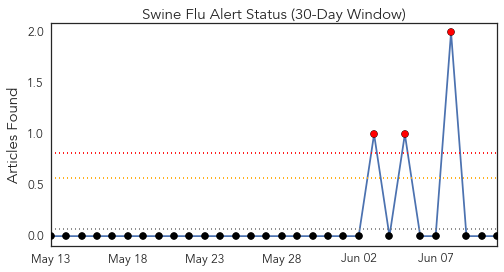 Swine Flu Alert Status (30-Day Window)
Articles Found
2.0
1.5
1.0
0.5
0.0
May 13 May 18 May 23 May 28 Jun 02 Jun 07